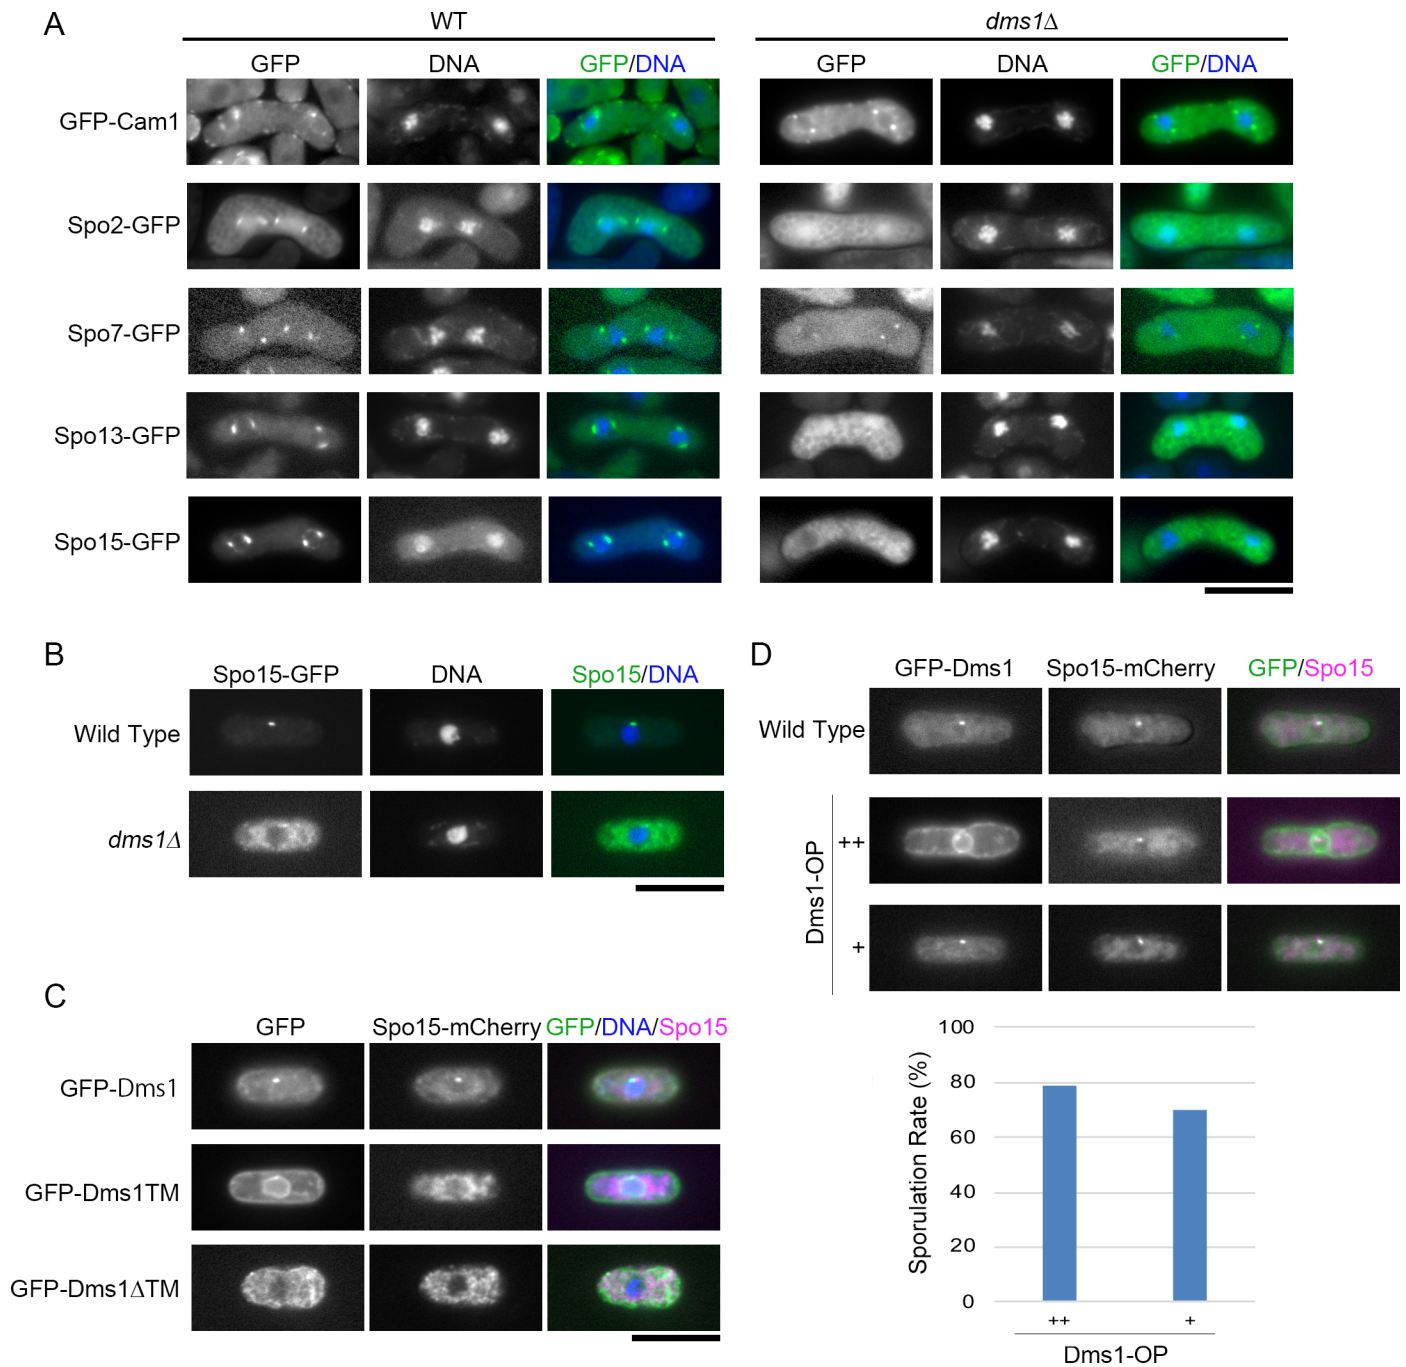 A
WT
dms1Δ
GFP DNA GFP/DNA GFP DNA GFP/DNA
GFP-Cam1
Spo2-GFP
Spo7-GFP
Spo13-GFP
Spo15-GFP
B
Spo15-GFP DNA Spo15/DNA
Wild Type
dms1Δ
C
GFP Spo15-mCherry GFP/DNA/Spo15
GFP-Dms1
GFP-Dms1TM
GFP-Dms1ΔTM
D
GFP-Dms1 Spo15-mCherry GFP/Spo15
Wild Type
Dms1-OP
++
+
Sporulation Rate (%)
100
80
60
40
20
0
++ +
Dms1-OP